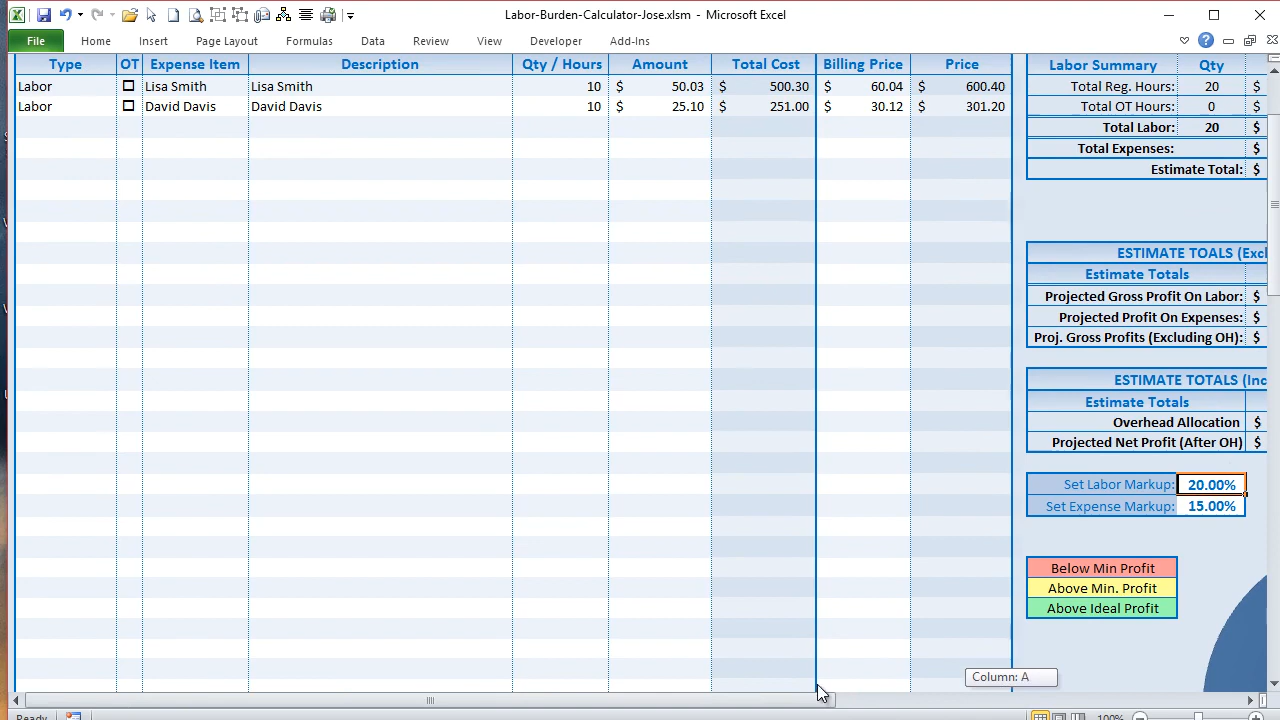 Labor-Burden-Calculator-Jose.xlsm - Microsoft Excel
File Home Insert Page Layout Formulas Data Review View Developer Add-Ins
Type OT Expense Item Description Qty / Hours Amount Total Cost Billing Price Price
Labor Lisa Smith Lisa Smith 10 $ 50.03 $ 500.30 $ 60.04 $ 600.40
Labor David Davis David Davis 10 $ 25.10 $ 251.00 $ 30.12 $ 301.20
Labor Summary Qty
Total Reg. Hours: 20 $
Total OT Hours: 0 $
Total Labor: 20 $
Total Expenses: $
Estimate Total: $
ESTIMATE TOALS (Excl
Estimate Totals
Projected Gross Profit On Labor: $
Projected Profit On Expenses: $
Proj. Gross Profits (Excluding OH): $
ESTIMATE TOTALS (Inc
Estimate Totals
Overhead Allocation $
Projected Net Profit (After OH) $
Set Labor Markup: 20.00%
Set Expense Markup: 15.00%
Below Min Profit
Above Min. Profit
Above Ideal Profit
Column: A
Ready 100%